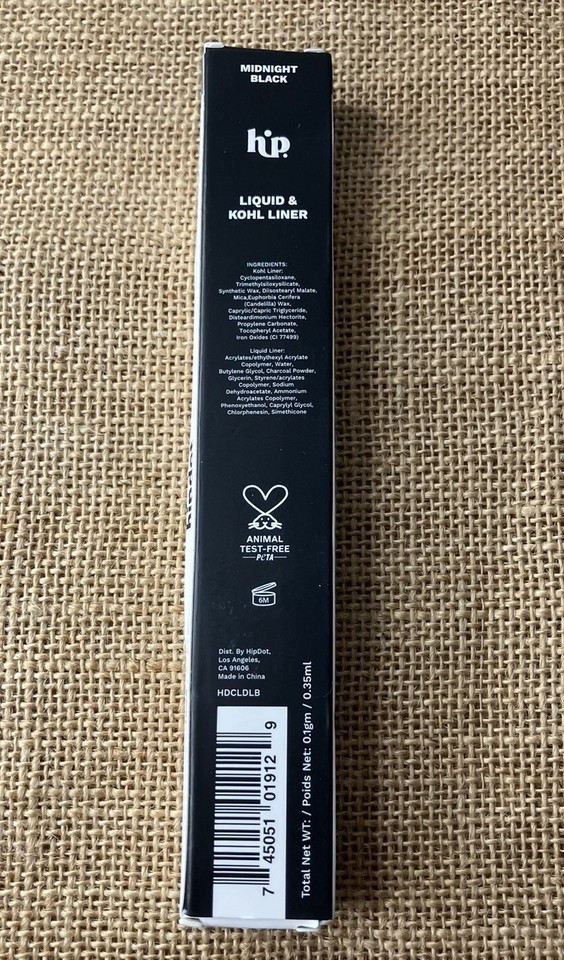 MIDNIGHT
BLACK
hip.
LIQUID &
KOHL LINER
INGREDIENTS:
Kohl Liner:
Cyclopentasiloxane,
Trimethylsiloxysilicate,
Synthetic Wax, Diisostearyl Malate,
Mica,Euphorbia Cerifera
(Candelilla) Wax,
Caprylic/Capric Triglyceride,
Disteardimonium Hectorite,
Propylene Carbonate,
Tocopheryl Acetate,
Iron Oxides (CI 77499)
Liquid Liner:
Acrylates/ethylhexyl Acrylate
Copolymer, Water,
Butylene Glycol, Charcoal Powder,
Glycerin, Styrene/acrylates
Copolymer, Sodium
Dehydroacetate, Ammonium
Acrylates Copolymer,
Phenoxyethanol, Caprylyl Glycol,
Chlorphenesin, Simethicone
ANIMAL
TEST-FREE
PETA
6M
Dist. By HipDot,
Los Angeles,
CA 91606
Made in China
HDCLDLB
7 45051 01912 9
Total Net WT: / Poids Net: 0.1gm / 0.35ml